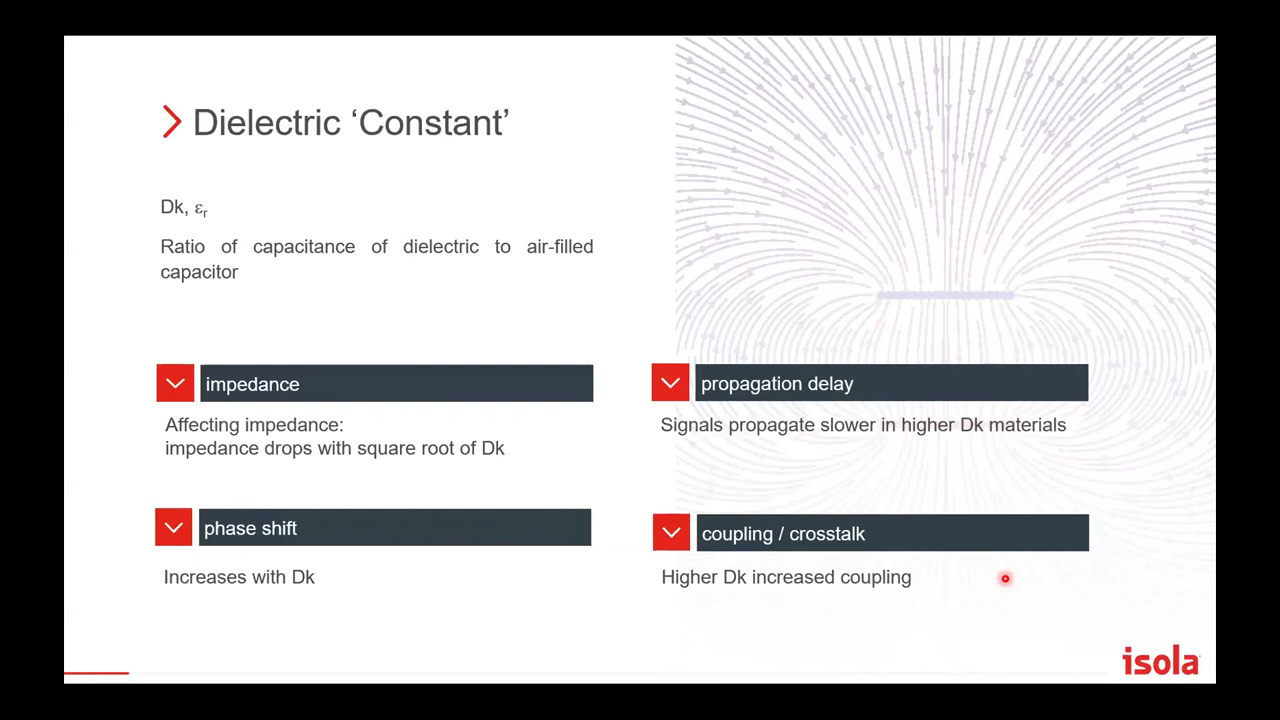 Dielectric ‘Constant’
Dk, εr
Ratio of capacitance of dielectric to air-filled
capacitor
impedance
Affecting impedance:
impedance drops with square root of Dk
propagation delay
Signals propagate slower in higher Dk materials
phase shift
Increases with Dk
coupling / crosstalk
Higher Dk increased coupling
isola